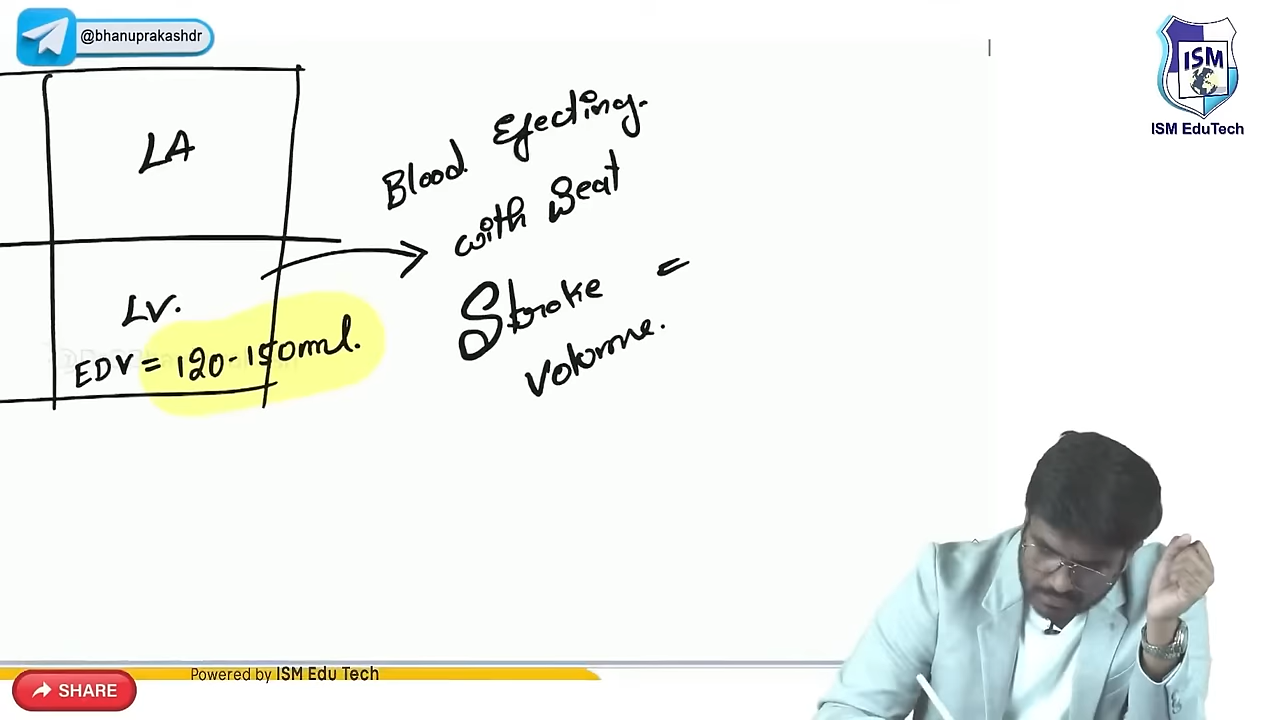 @bhanuprakashdr
ISM
ISM EduTech
LA
Blood Ejecting.
with Beat
Stroke =
volume.
LV.
EDV = 120-150ml.
Powered by ISM Edu Tech
SHARE